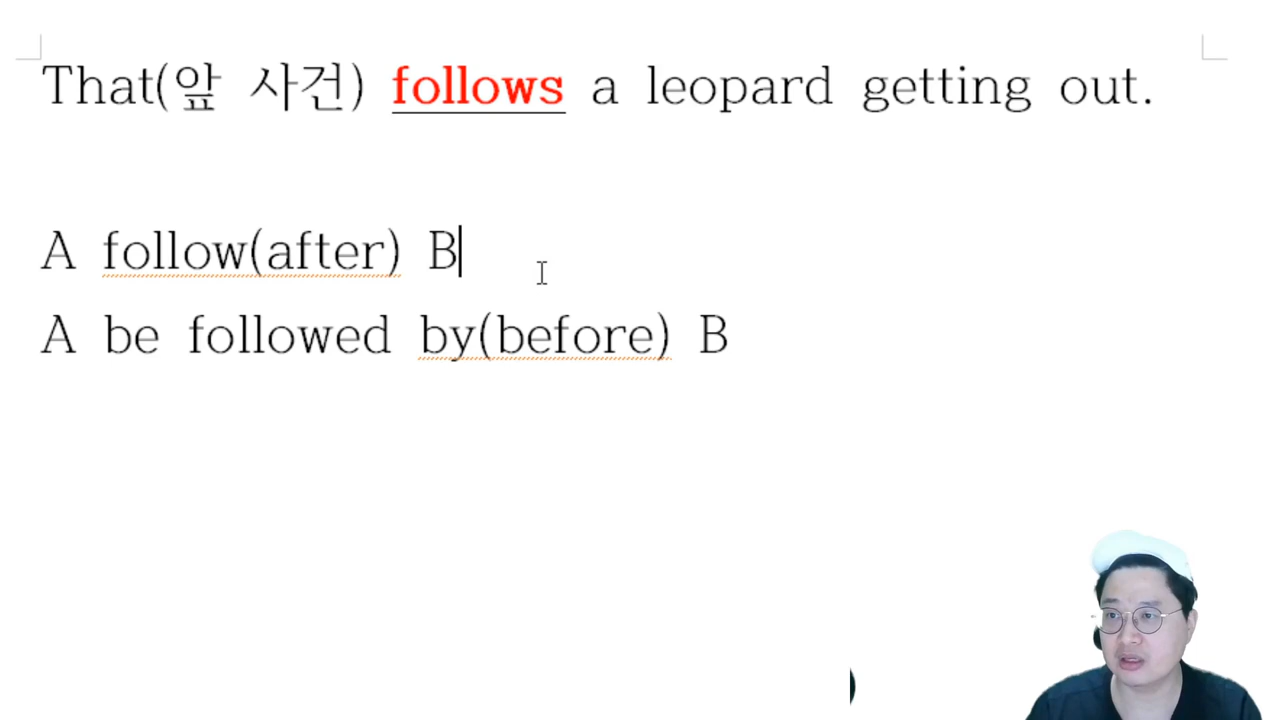 That(앞 사건) follows a leopard getting out.
A follow(after) B
A be followed by(before) B